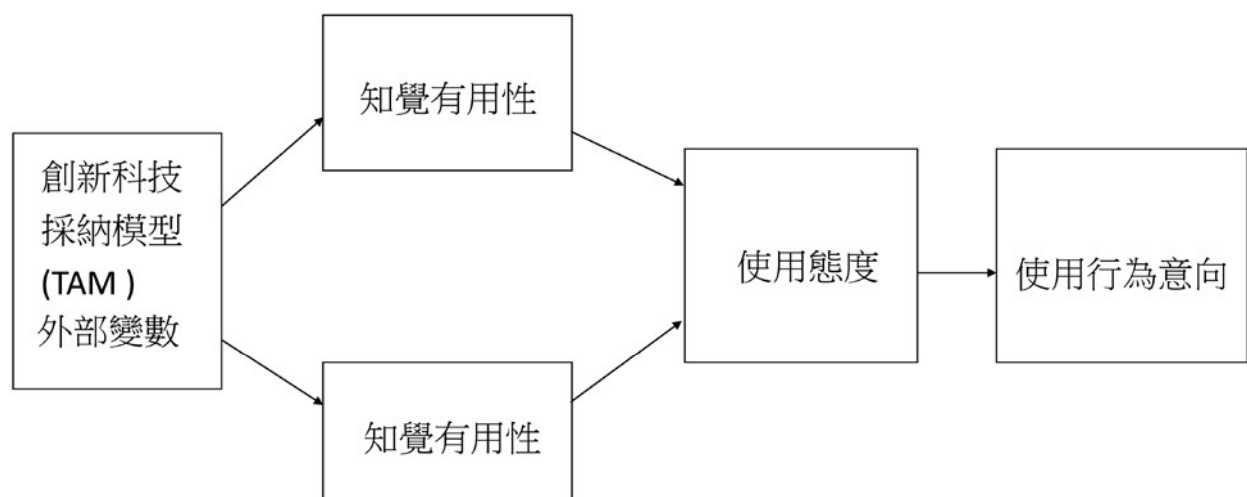 創新科技
採納模型
(TAM )
外部變數
知覺有用性
知覺有用性
使用態度
使用行為意向